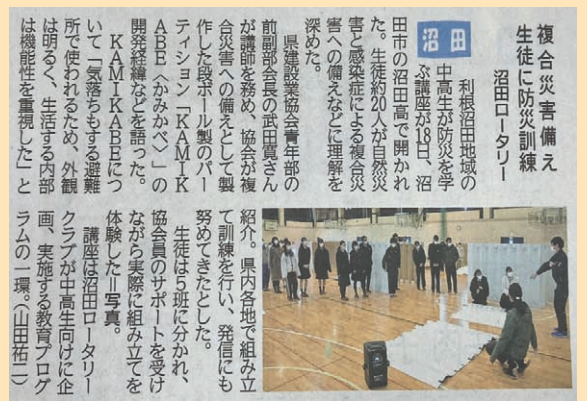 複合災害備え
生徒に防災訓練
沼田ロータリー
沼田
利根沼田地域の
中高生が防災を学
ぶ講座が18日、沼
田市の沼田高で開かれ
た。生徒約20人が自然災
害と感染症による複合災
害への備えなどに理解を
深めた。
県建設業協会青年部の
前副部会長の武田寛さん
が講師を務め、協会が複
合災害への備えとして製
作した段ボール製のパー
ティション「KAMIK
ABE〈かみかべ〉」の
開発経緯などを語った。
KAMIKABEにつ
いて「気落ちもする避難
所で使われるため、外観
は明るく、生活する内部
は機能性を重視した」と
紹介。県内各地で組み立
て訓練を行い、発信にも
努めてきたとした。
生徒は5班に分かれ、
協会員のサポートを受け
ながら実際に組み立てを
体験した＝写真。
講座は沼田ロータリー
クラブが中高生向けに企
画、実施する教育プログ
ラムの一環。(山田祐二)